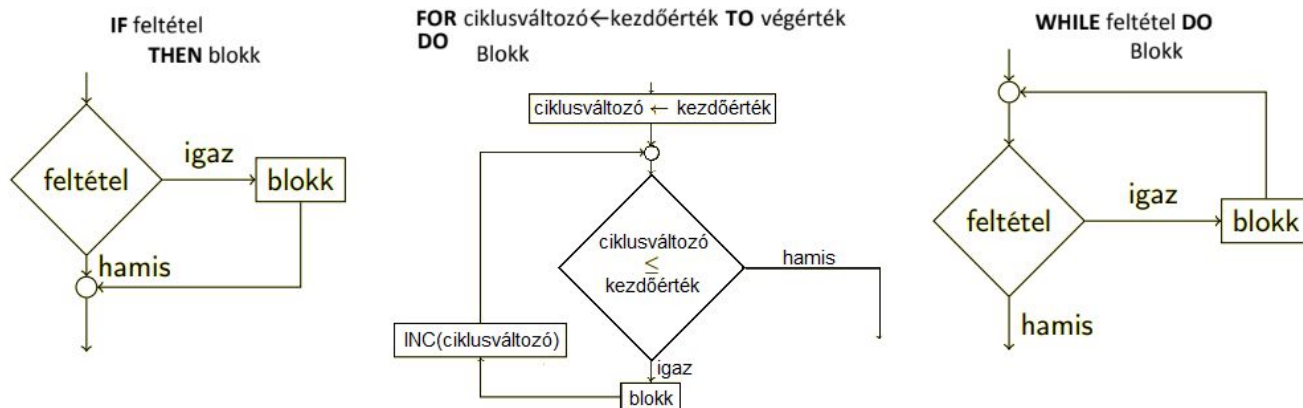 IF feltétel
THEN blokk
igaz
feltétel
blokk
hamis
FOR ciklusváltozó←kezdőérték TO végérték
DO
Blokk
ciklusváltozó ← kezdőérték
ciklusváltozó
≤
kezdőérték
hamis
INC(ciklusváltozó)
igaz
blokk
WHILE feltétel DO
Blokk
igaz
feltétel
blokk
hamis